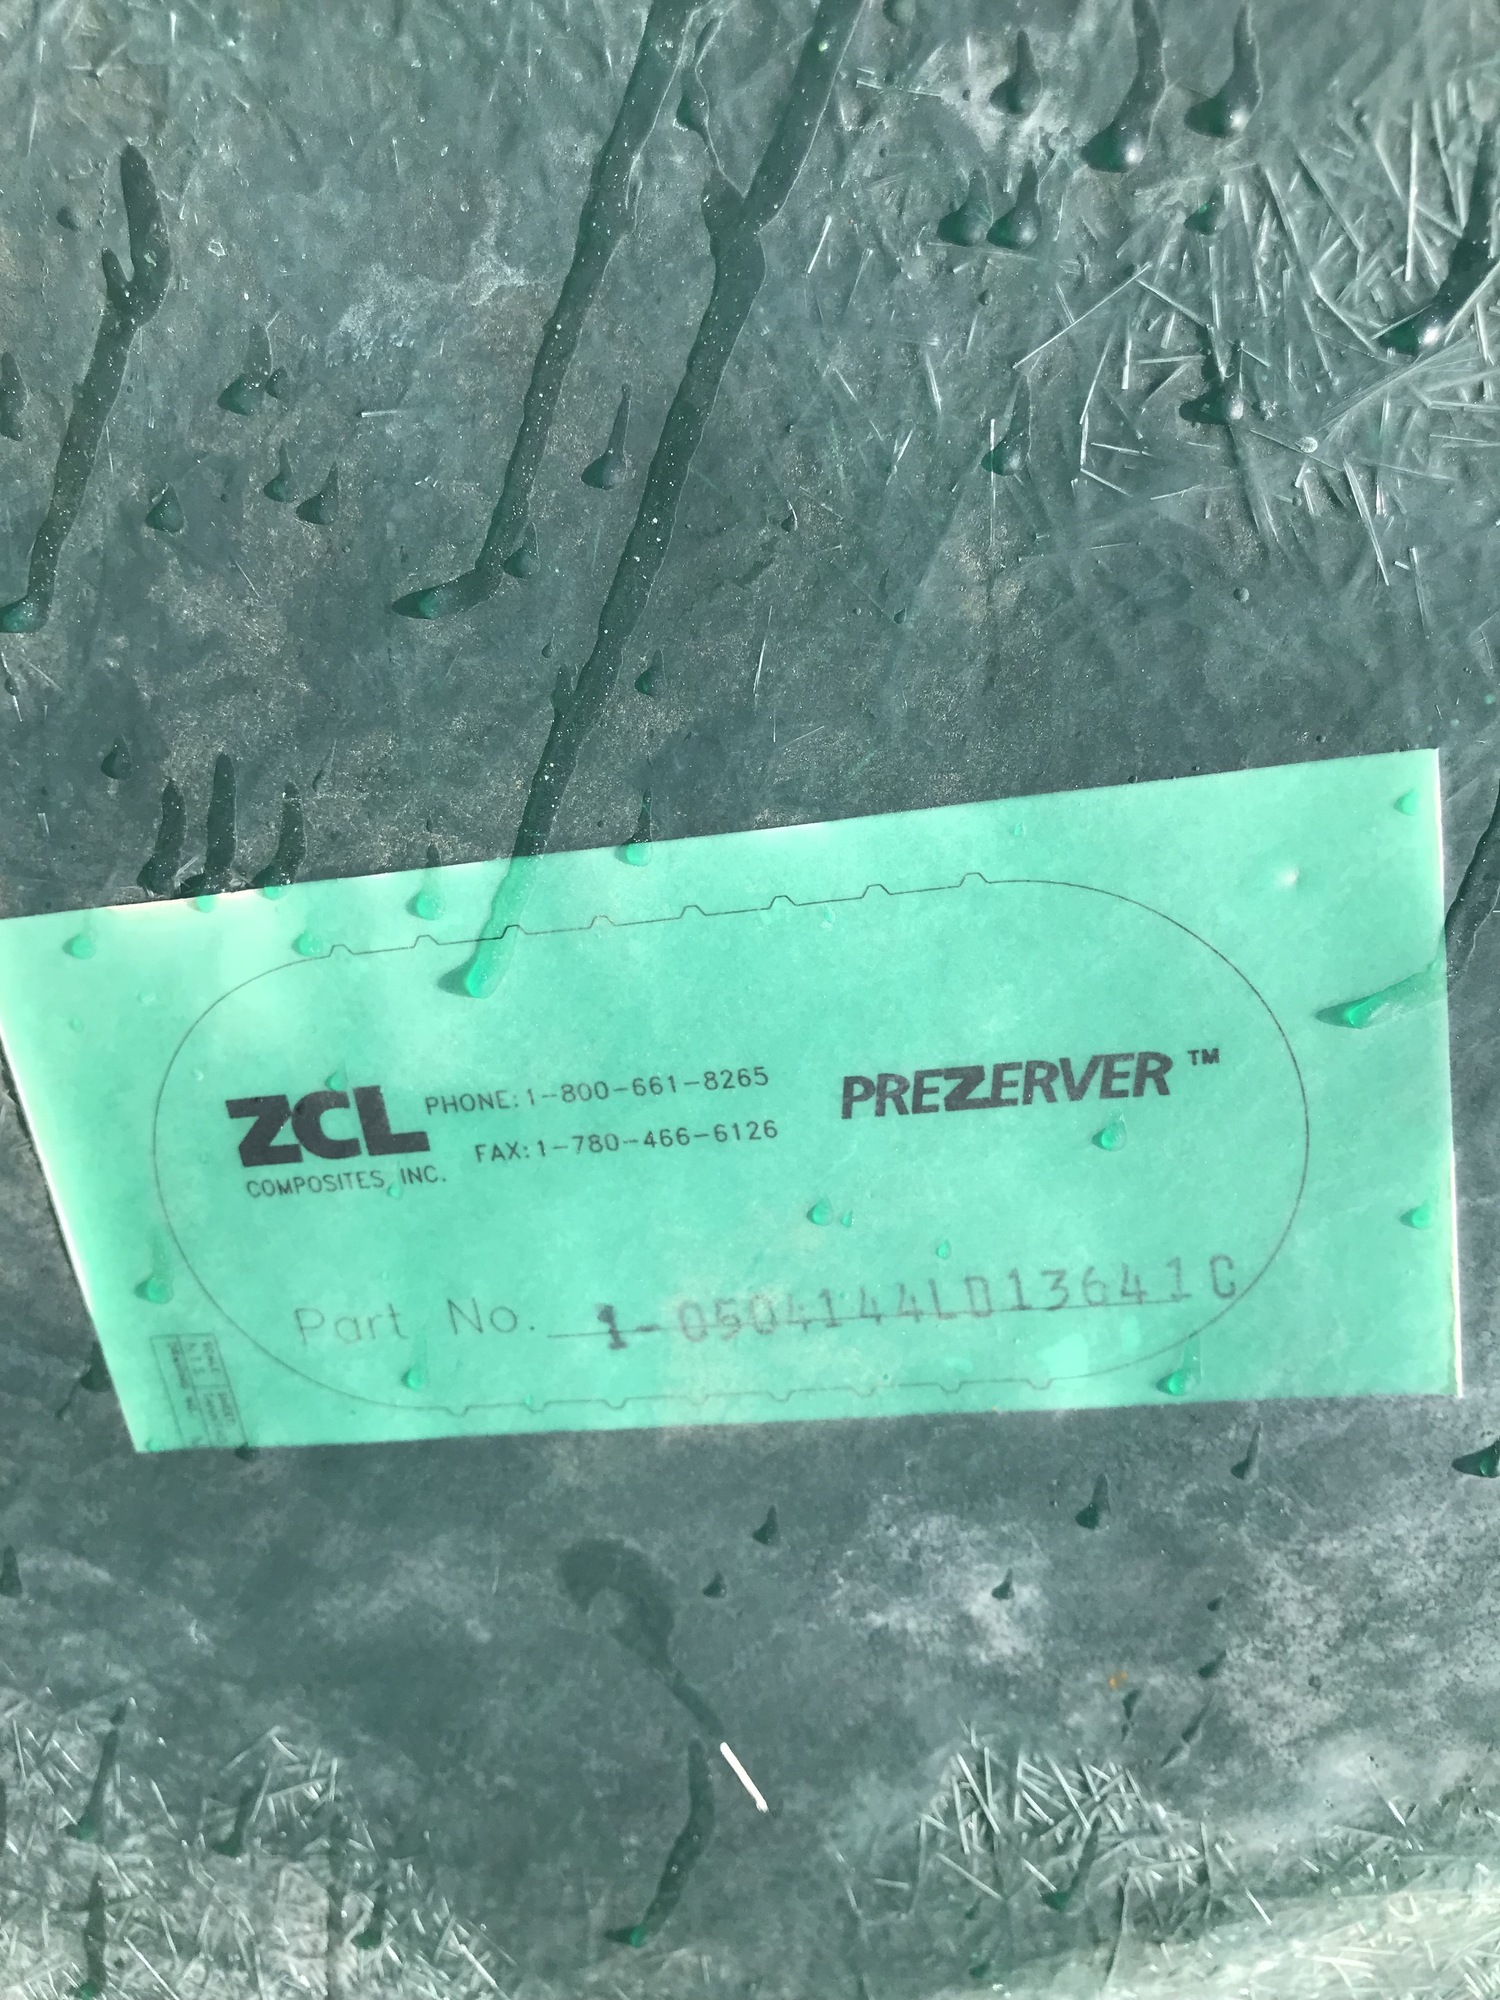 ZCL PHONE: 1-800-661-8265 PREZERVER™
FAX: 1-780-466-6126
COMPOSITES, INC.
Part No. 1-0504144LD13641C